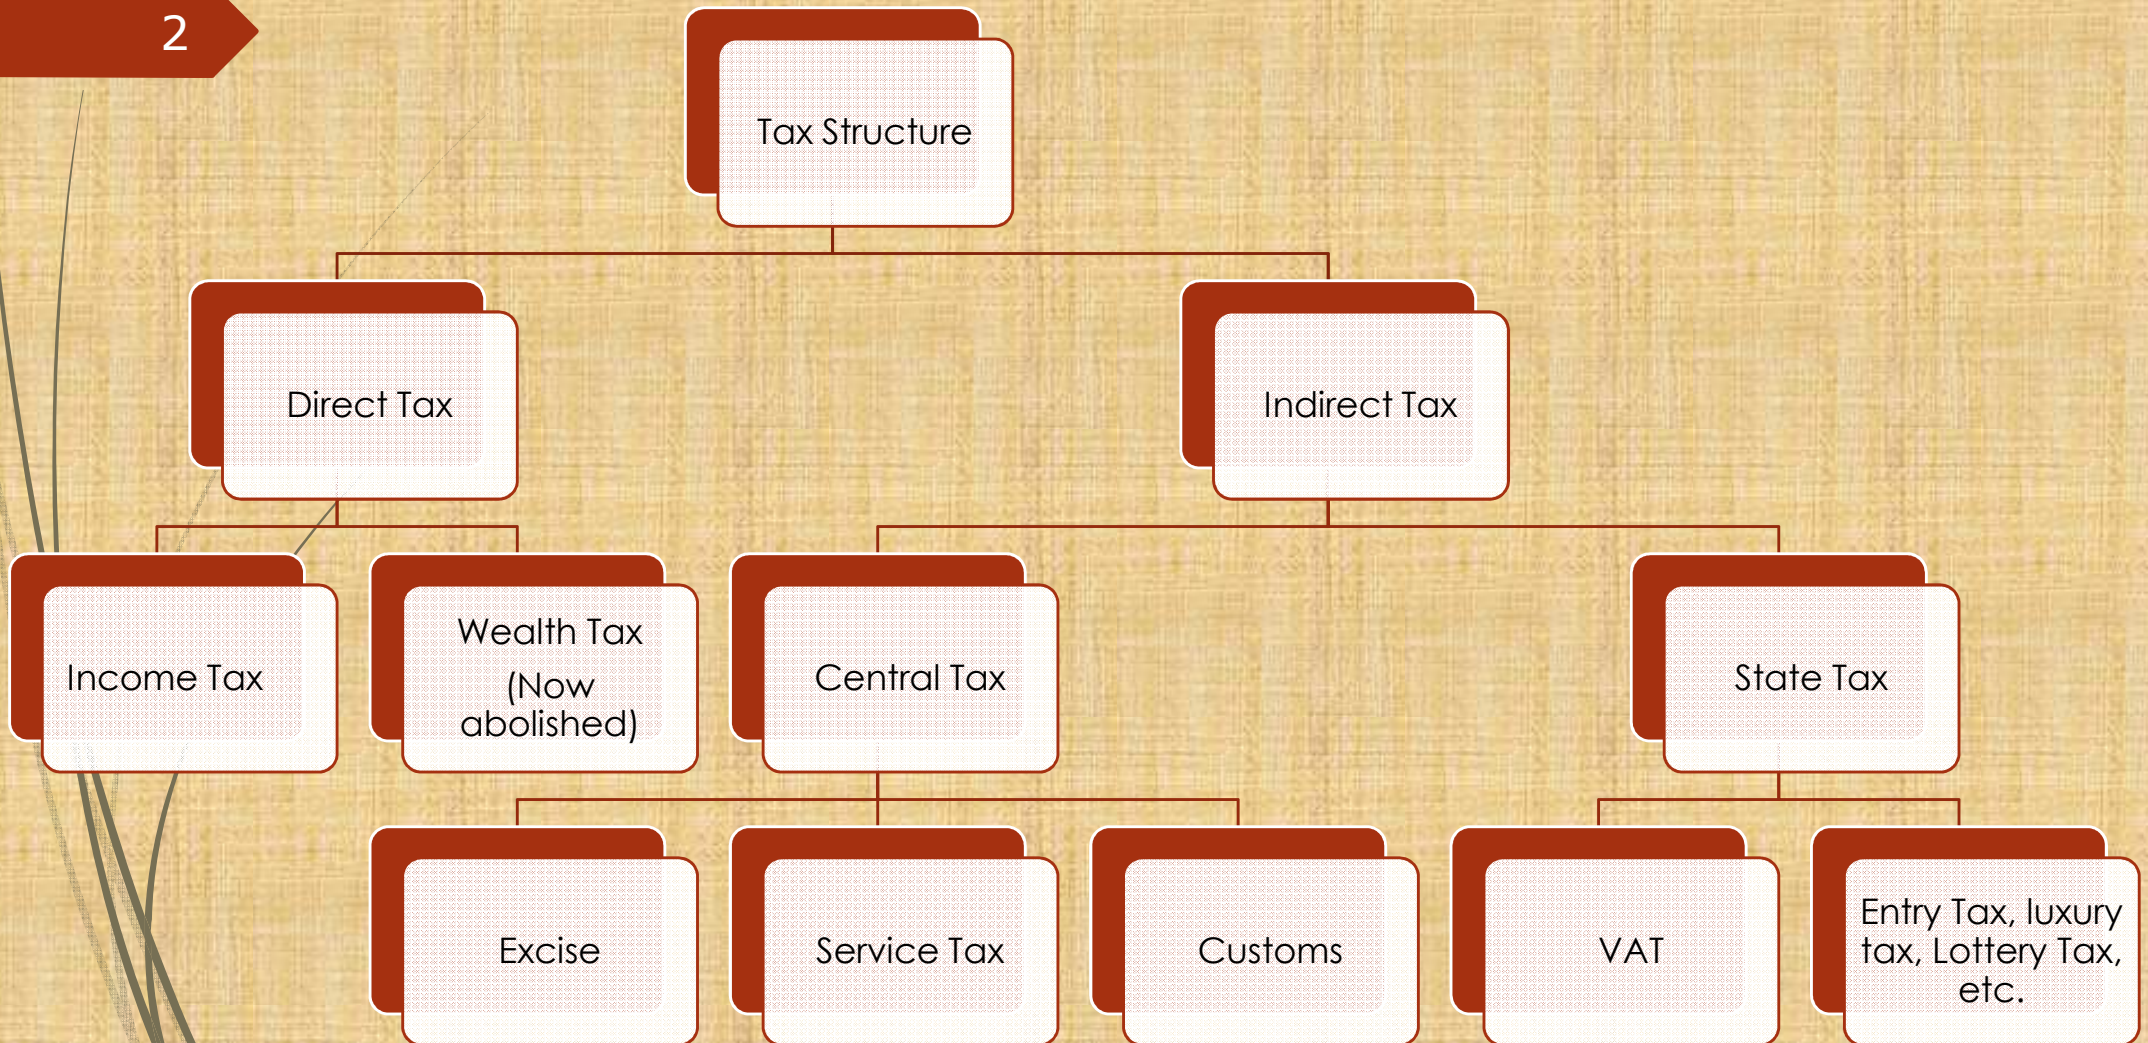 2
Tax Structure
Direct Tax
Indirect Tax
Income Tax
Wealth Tax
(Now
abolished)
Central Tax
State Tax
Excise
Service Tax
Customs
VAT
Entry Tax, luxury
tax, Lottery Tax,
etc.